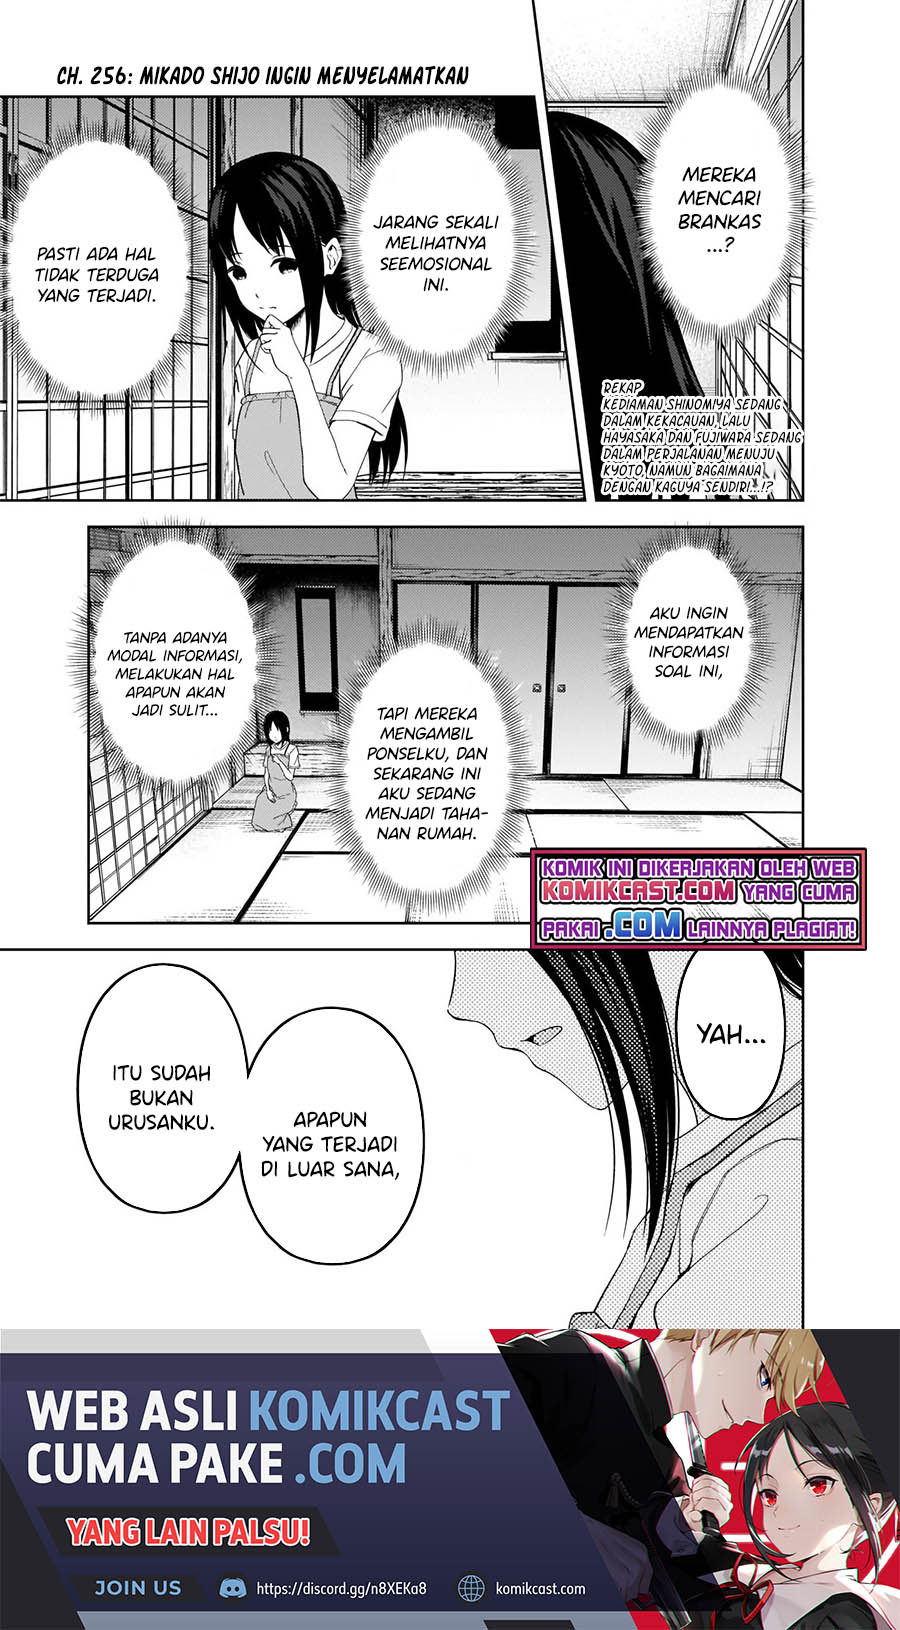 CH. 256: MIKADO SHIJO INGIN MENYELAMATKAN
MEREKA
MENCARI
BRANKAS
...?
REKAP
KEDIAMAN SHINOMIYA SEDANG
DALAM KEKACAUAN, LALU
HAYASAKA DAN FUJIWARA SEDANG
DALAM PERJALANAN MENUJU
KYOTO, NAMUN BAGAIMANA
DENGAN KAGUYA SENDIRI...!?
JARANG SEKALI
MELIHATNYA
SEEMOSIONAL
INI.
PASTI ADA HAL
TIDAK TERDUGA
YANG TERJADI.
AKU INGIN
MENDAPATKAN
INFORMASI
SOAL INI,
TAPI MEREKA
MENGAMBIL
PONSELKU, DAN
SEKARANG INI
AKU SEDANG
MENJADI TAHA-
NAN RUMAH.
TANPA ADANYA
MODAL INFORMASI,
MELAKUKAN HAL
APAPUN AKAN
JADI SULIT...
KOMIK INI DIKERJAKAN OLEH WEB
KOMIKCAST.COM YANG CUMA
PAKAI .COM LAINNYA PLAGIAT!
YAH...
APAPUN
YANG TERJADI
DI LUAR SANA,
ITU SUDAH
BUKAN
URUSANKU.
WEB ASLI KOMIKCAST
CUMA PAKE .COM
YANG LAIN PALSU!
JOIN US
https://discord.gg/n8XEKa8
komikcast.com